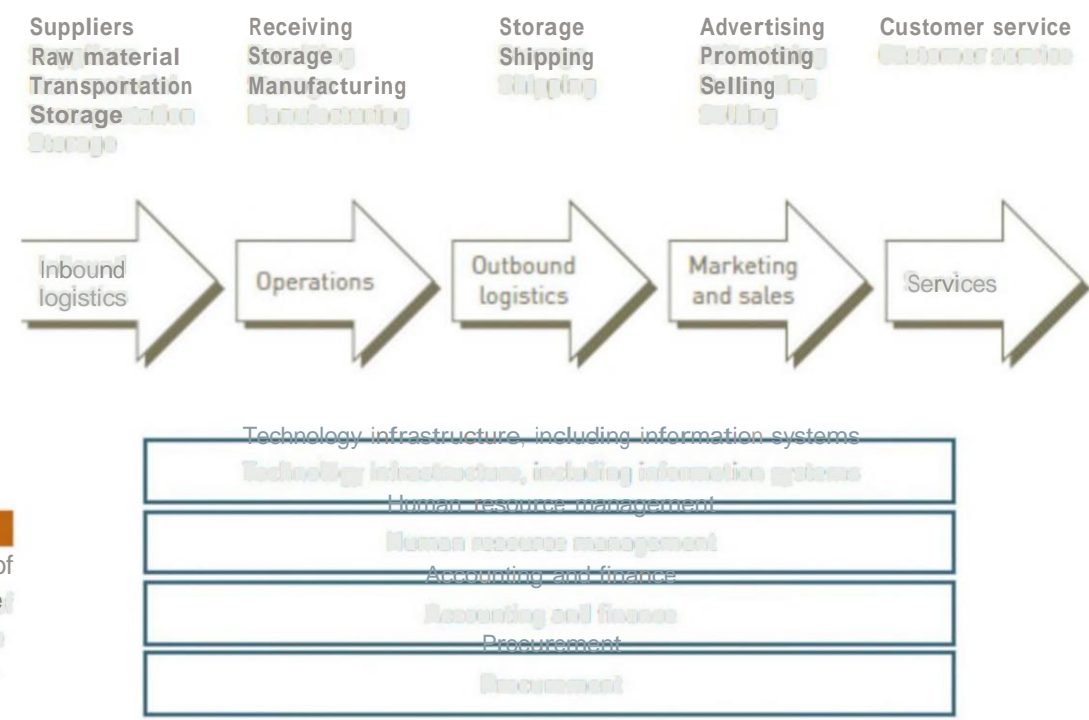 Suppliers
Raw material
Transportation
Storage
Receiving
Storage
Manufacturing
Storage
Shipping
Advertising
Promoting
Selling
Customer service
Inbound
logistics
Operations
Outbound
logistics
Marketing
and sales
Services
Technology infrastructure, including information systems
Human resource management
Accounting and finance
Procurement
of